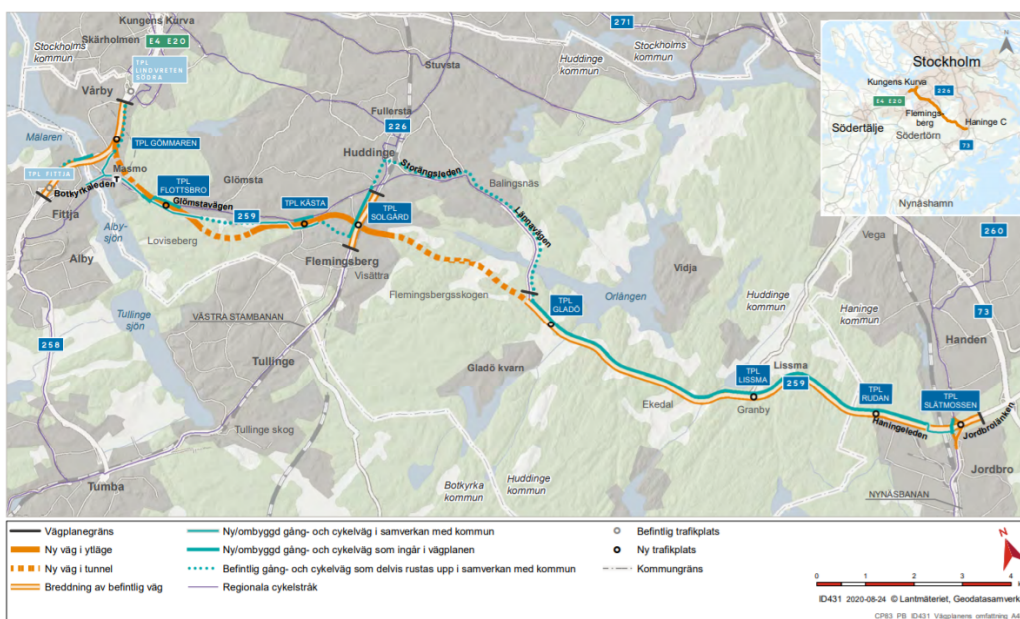 Kungens Kurva
Skärholmen
E4 E20
Stockholms
kommun
TPL
LINDVRETEN
SÖDRA
Vårby
Mälaren
TPL GÖMMAREN
TPL FITTJA
Masmo
T
Botkyrkaleden
Fittja
TPL
FLOTTSBRO
Glömstavägen
Glömsta
259
Alby-
sjön
Loviseberg
Alby
TPL KÄSTA
TPL
SOLGÅRD
Flemingsberg
Visättra
271
Stockholms
kommun
Huddinge
kommun
Stuvsta
Fullersta
226
Huddinge
Storängsleden
Balingsnäs
Lännavägen
Vidja
Flemingsbergsskogen
Orlången
TPL
GLADÖ
Tullinge
sjön
VÄSTRA STAMBANAN
258
Tullinge
Gladö kvarn
Tullinge skog
Tumba
Botkyrka
kommun
Huddinge
kommun
Ekedal
Huddinge
kommun
Haninge
kommun
Vega
260
73
Handen
TPL
LISSMA
Lissma
259
Granby
TPL
RUDAN
Haningeleden
TPL
SLÄTMOSSEN
Jordbrolänken
Jordbro
NYNÄSBANAN
N
Stockholm
Kungens Kurva
226
E4 E20
Flemings-
berg
Haninge C
Södertälje
Södertörn
73
Nynäshamn
Vägplanegräns
Ny väg i ytläge
Ny väg i tunnel
Breddning av befintlig väg
Ny/ombyggd gång- och cykelväg i samverkan med kommun
Ny/ombyggd gång- och cykelväg som ingår i vägplanen
Befintlig gång- och cykelväg som delvis rustas upp i samverkan med kommun
Regionala cykelstråk
Befintlig trafikplats
Ny trafikplats
Kommungräns
N
0 1 2 3 4
ID431 2020-08-24 © Lantmäteriet, Geodatasamverk
CP83_PB_ID431_Vägplanens omfattning_A4